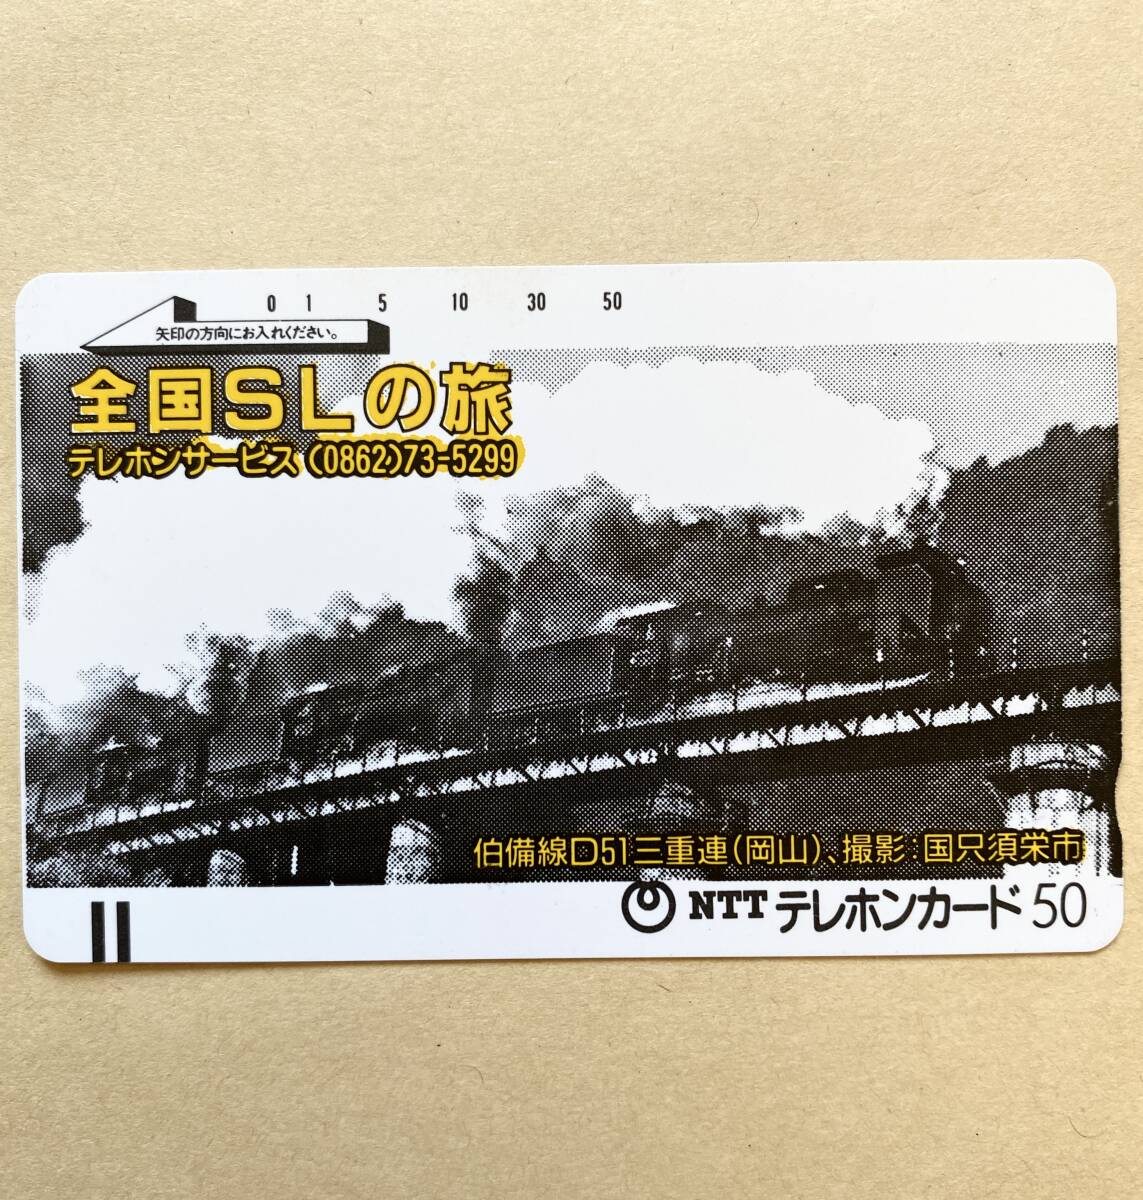 0 1 5 10 30 50
矢印の方向にお入れください。
全国SLの旅
テレホンサービス (0862)73-5299
伯備線D51三重連(岡山)、撮影:国只須栄市
NTT テレホンカード 50